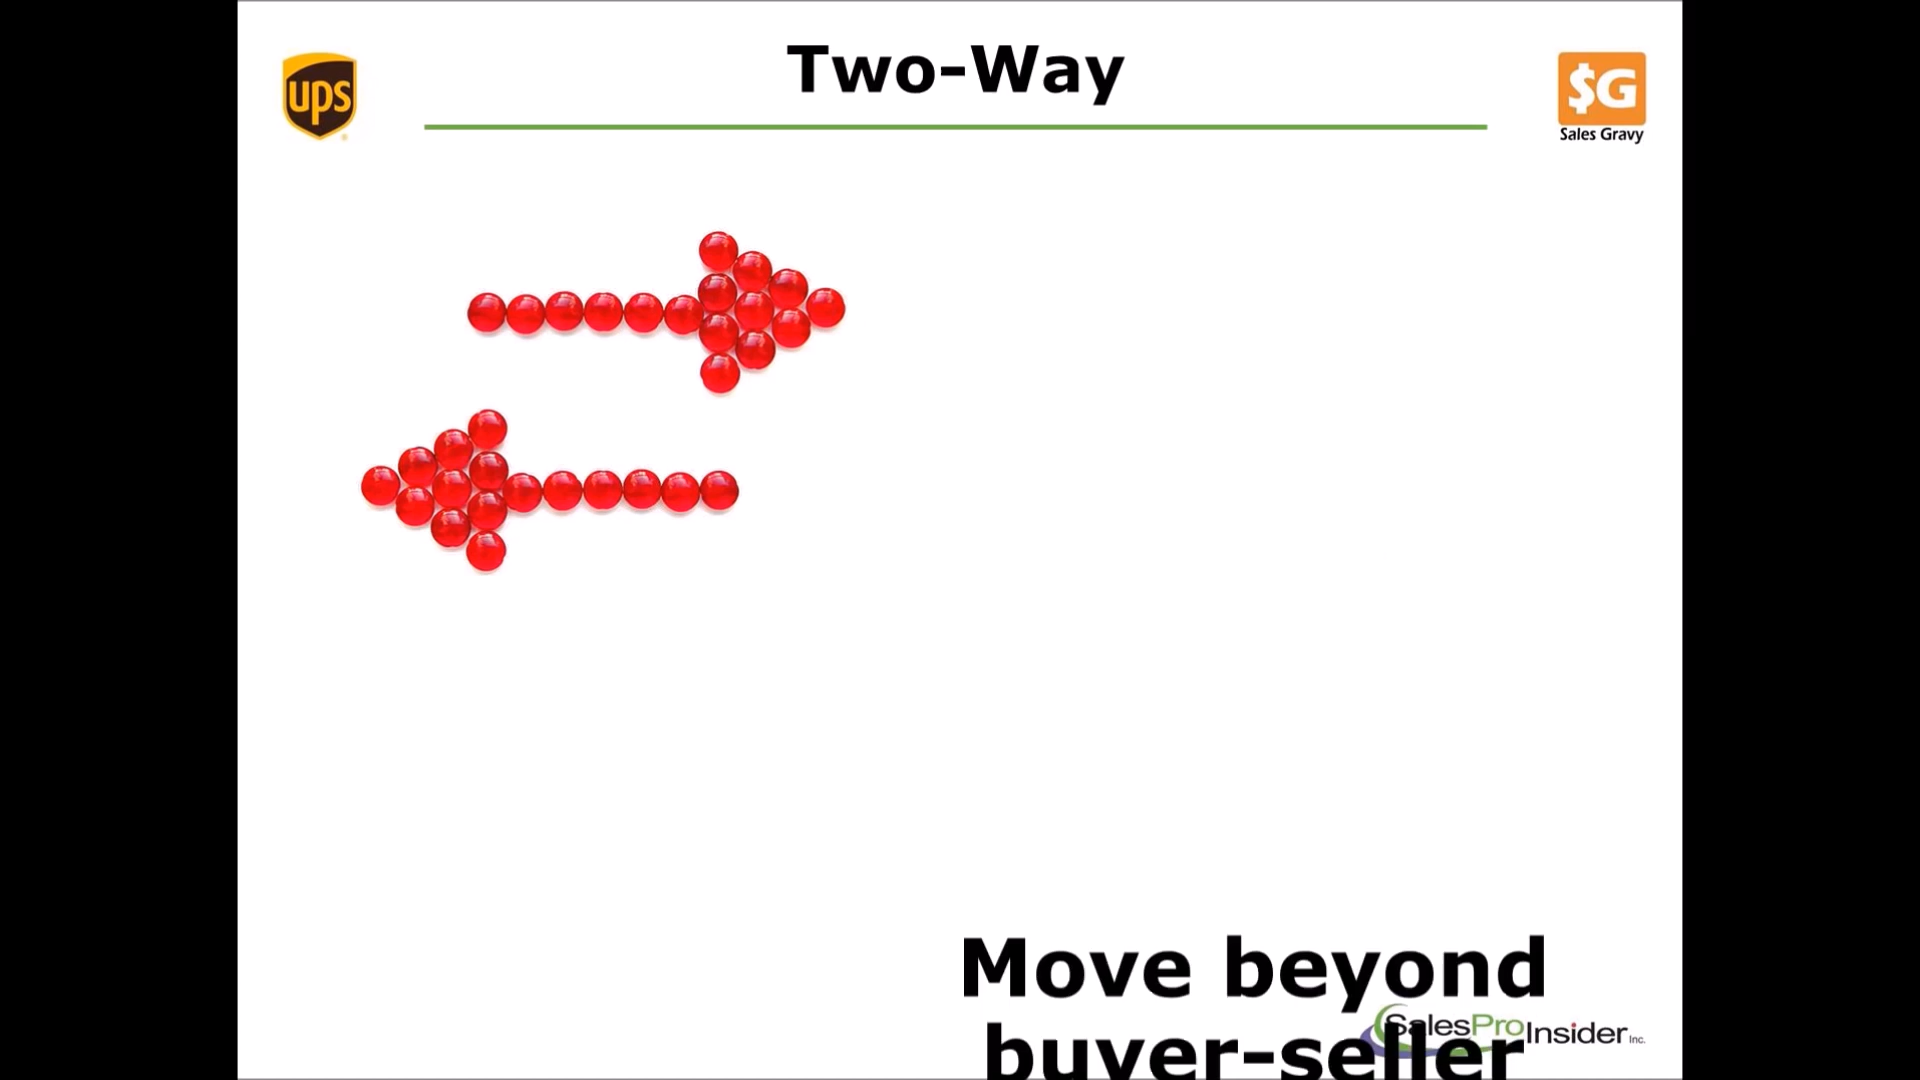 Two-Way
ups
$G
Sales Gravy
Move beyond
buyer-seller
SalesProInsider Inc.